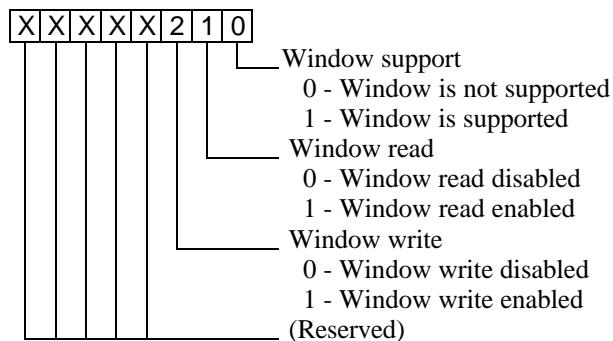 X X X X X 2 1 0
Window support
0 - Window is not supported
1 - Window is supported
Window read
0 - Window read disabled
1 - Window read enabled
Window write
0 - Window write disabled
1 - Window write enabled
(Reserved)